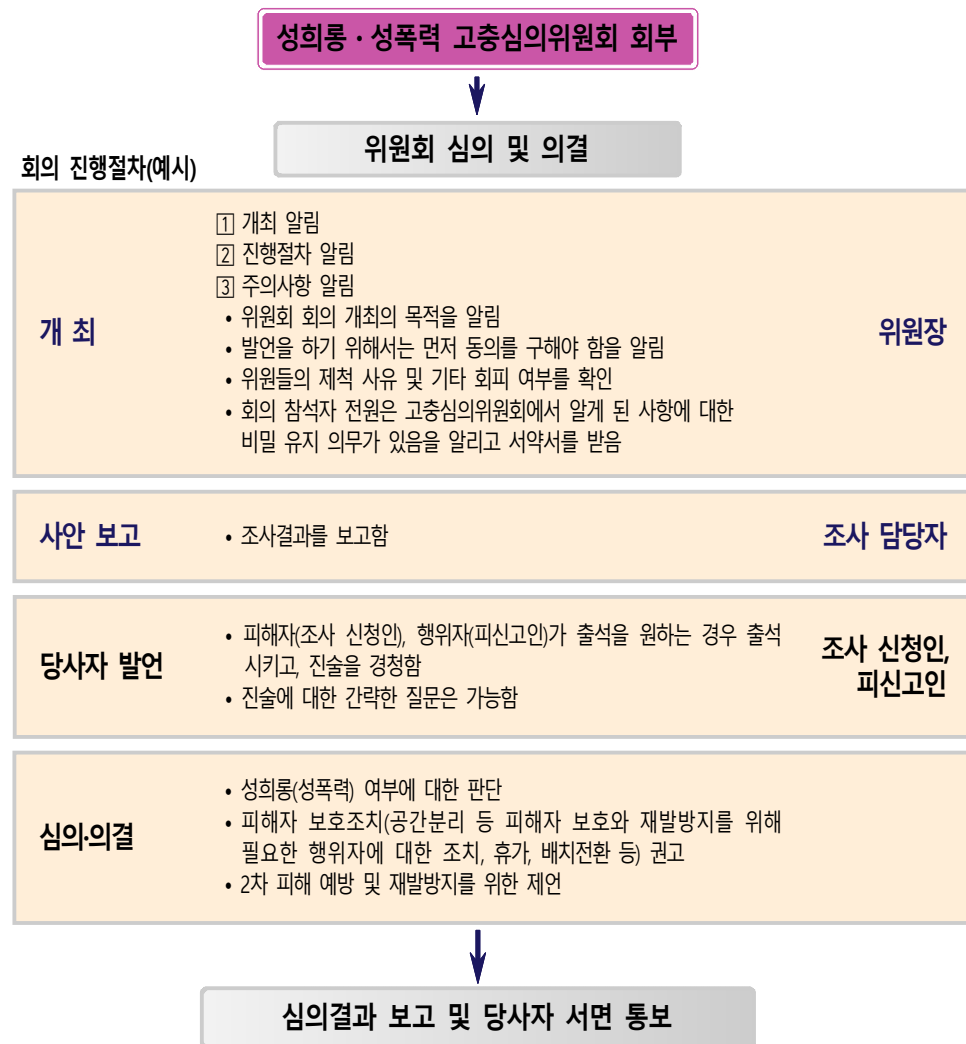 성희롱·성폭력 고충심의위원회 회부
위원회 심의 및 의결
회의 진행절차(예시)
개 최
1 개최 알림
2 진행절차 알림
3 주의사항 알림
• 위원회 회의 개최의 목적을 알림
• 발언을 하기 위해서는 먼저 동의를 구해야 함을 알림
• 위원들의 제척 사유 및 기타 회피 여부를 확인
• 회의 참석자 전원은 고충심의위원회에서 알게 된 사항에 대한
비밀 유지 의무가 있음을 알리고 서약서를 받음
위원장
사안 보고
• 조사결과를 보고함
조사 담당자
당사자 발언
• 피해자(조사 신청인), 행위자(피신고인)가 출석을 원하는 경우 출석
시키고, 진술을 경청함
• 진술에 대한 간략한 질문은 가능함
조사 신청인,
피신고인
심의·의결
• 성희롱(성폭력) 여부에 대한 판단
• 피해자 보호조치(공간분리 등 피해자 보호와 재발방지를 위해
필요한 행위자에 대한 조치, 휴가, 배치전환 등) 권고
• 2차 피해 예방 및 재발방지를 위한 제언
심의결과 보고 및 당사자 서면 통보